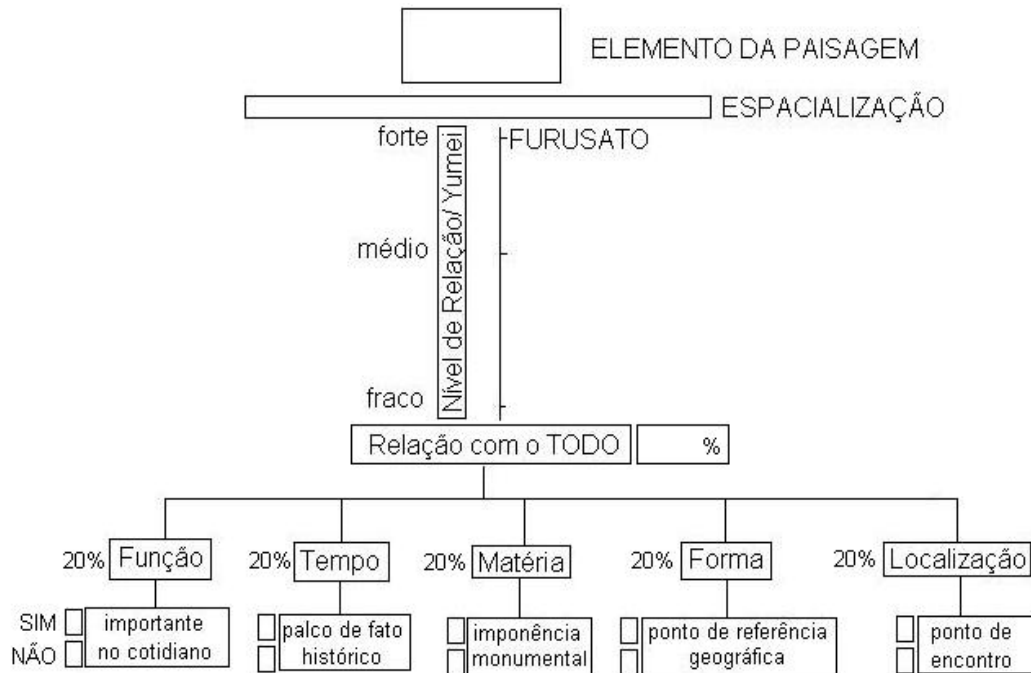 ELEMENTO DA PAISAGEM
ESPACIALIZAÇÃO
forte
FURUSATO
Nível de Relação/ Yumei
médio
fraco
Relação com o TODO
%
20% Função
20% Tempo
20% Matéria
20% Forma
20% Localização
SIM
NÃO
importante
no cotidiano
palco de fato
histórico
imponência
monumental
ponto de referência
geográfica
ponto de
encontro